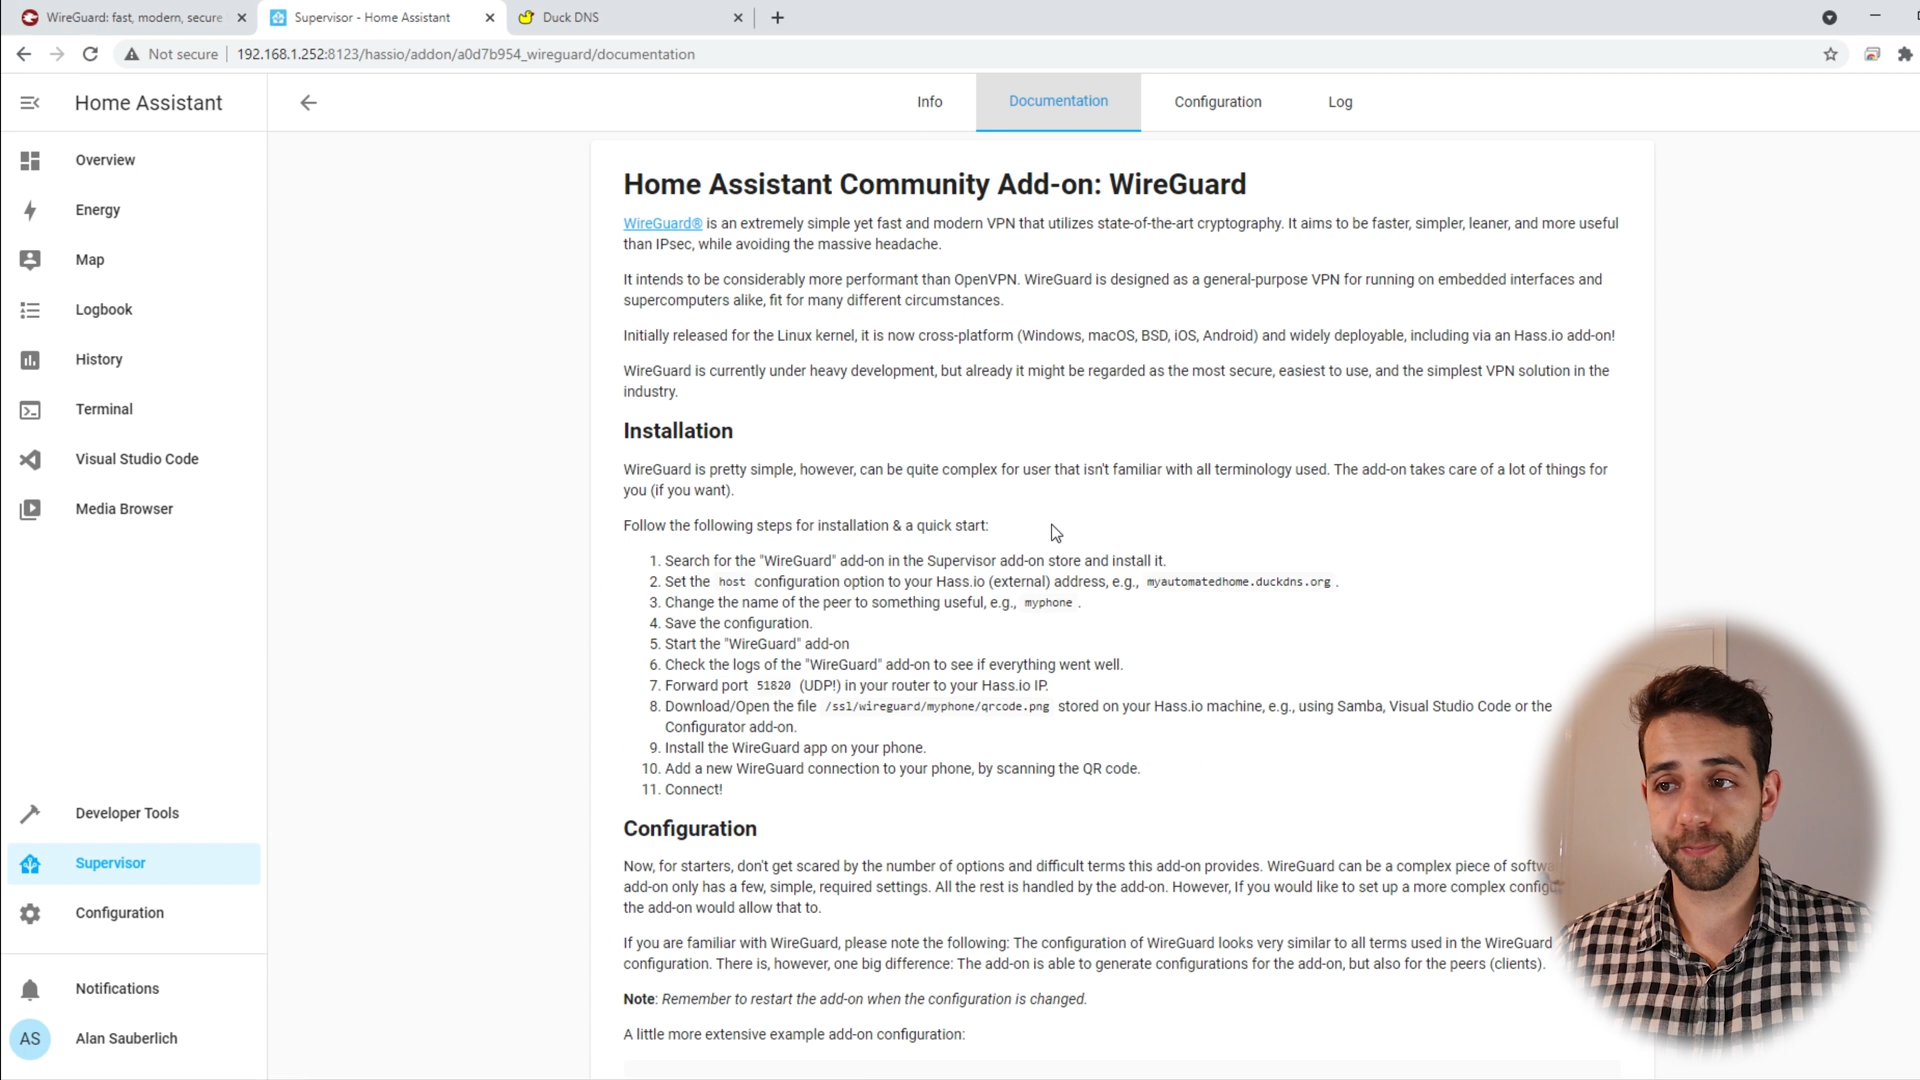 WireGuard: fast, modern, secure
Supervisor - Home Assistant
Duck DNS
Not secure
192.168.1.252:8123/hassio/addon/a0d7b954_wireguard/documentation
Home Assistant
Info
Documentation
Configuration
Log
Overview
Energy
Map
Logbook
History
Terminal
Visual Studio Code
Media Browser
Developer Tools
Supervisor
Configuration
Notifications
AS
Alan Sauberlich
Home Assistant Community Add-on: WireGuard
WireGuard® is an extremely simple yet fast and modern VPN that utilizes state-of-the-art cryptography. It aims to be faster, simpler, leaner, and more useful
than IPsec, while avoiding the massive headache.
It intends to be considerably more performant than OpenVPN. WireGuard is designed as a general-purpose VPN for running on embedded interfaces and
supercomputers alike, fit for many different circumstances.
Initially released for the Linux kernel, it is now cross-platform (Windows, macOS, BSD, iOS, Android) and widely deployable, including via an Hass.io add-on!
WireGuard is currently under heavy development, but already it might be regarded as the most secure, easiest to use, and the simplest VPN solution in the
industry.
Installation
WireGuard is pretty simple, however, can be quite complex for user that isn't familiar with all terminology used. The add-on takes care of a lot of things for
you (if you want).
Follow the following steps for installation & a quick start:
1. Search for the "WireGuard" add-on in the Supervisor add-on store and install it.
2. Set the host configuration option to your Hass.io (external) address, e.g., myautomatedhome.duckdns.org .
3. Change the name of the peer to something useful, e.g., myphone .
4. Save the configuration.
5. Start the "WireGuard" add-on
6. Check the logs of the "WireGuard" add-on to see if everything went well.
7. Forward port 51820 (UDP!) in your router to your Hass.io IP.
8. Download/Open the file /ssl/wireguard/myphone/qrcode.png stored on your Hass.io machine, e.g., using Samba, Visual Studio Code or the
Configurator add-on.
9. Install the WireGuard app on your phone.
10. Add a new WireGuard connection to your phone, by scanning the QR code.
11. Connect!
Configuration
Now, for starters, don't get scared by the number of options and difficult terms this add-on provides. WireGuard can be a complex piece of softwa
add-on only has a few, simple, required settings. All the rest is handled by the add-on. However, If you would like to set up a more complex config
the add-on would allow that to.
If you are familiar with WireGuard, please note the following: The configuration of WireGuard looks very similar to all terms used in the WireGuard
configuration. There is, however, one big difference: The add-on is able to generate configurations for the add-on, but also for the peers (clients).
Note: Remember to restart the add-on when the configuration is changed.
A little more extensive example add-on configuration: